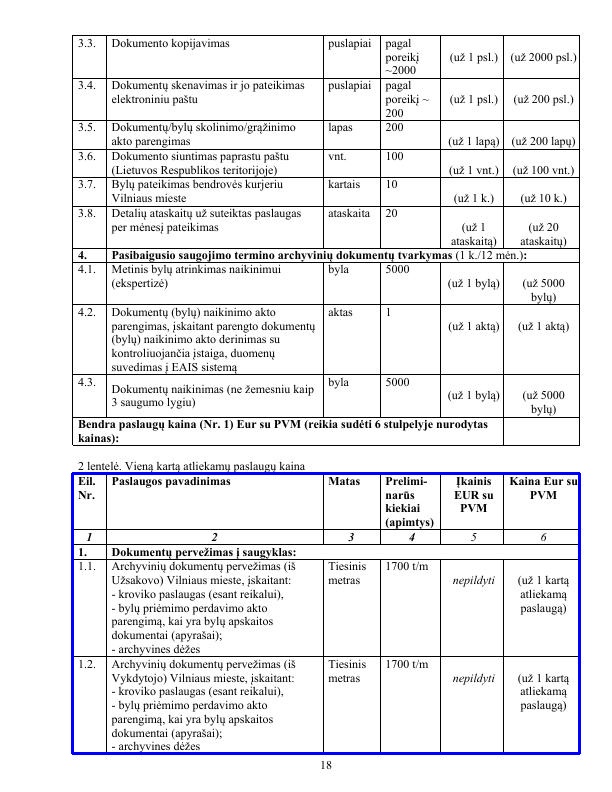 3.3. Dokumento kopijavimas puslapiai pagal
poreikį
~2000
(už 1 psl.) (už 2000 psl.)
3.4. Dokumentų skenavimas ir jo pateikimas
elektroniniu paštu
puslapiai pagal
poreikį ~
200
(už 1 psl.) (už 200 psl.)
3.5. Dokumentų/bylų skolinimo/grąžinimo
akto parengimas
lapas 200
(už 1 lapą) (už 200 lapų)
3.6. Dokumento siuntimas paprastu paštu
(Lietuvos Respublikos teritorijoje)
vnt. 100
(už 1 vnt.) (už 100 vnt.)
3.7. Bylų pateikimas bendrovės kurjeriu
Vilniaus mieste
kartais 10
(už 1 k.) (už 10 k.)
3.8. Detalių ataskaitų už suteiktas paslaugas
per mėnesį pateikimas
ataskaita 20
(už 1
ataskaitą)
(už 20
ataskaitų)
4. Pasibaigusio saugojimo termino archyvinių dokumentų tvarkymas (1 k./12 mėn.):
4.1. Metinis bylų atrinkimas naikinimui
(ekspertizė)
byla 5000
(už 1 bylą) (už 5000
bylų)
4.2. Dokumentų (bylų) naikinimo akto
parengimas, įskaitant parengto dokumentų
(bylų) naikinimo akto derinimas su
kontroliuojančia įstaiga, duomenų
suvedimas į EAIS sistemą
aktas 1
(už 1 aktą) (už 1 aktą)
4.3.
Dokumentų naikinimas (ne žemesniu kaip
3 saugumo lygiu)
byla 5000
(už 1 bylą) (už 5000
bylų)
Bendra paslaugų kaina (Nr. 1) Eur su PVM (reikia sudėti 6 stulpelyje nurodytas
kainas):
2 lentelė. Vieną kartą atliekamų paslaugų kaina
Eil.
Nr.
Paslaugos pavadinimas Matas Prelimi-
narūs
kiekiai
(apimtys)
Įkainis
EUR su
PVM
Kaina Eur su
PVM
1 2 3 4 5 6
1. Dokumentų pervežimas į saugyklas:
1.1. Archyvinių dokumentų pervežimas (iš
Užsakovo) Vilniaus mieste, įskaitant:
- kroviko paslaugas (esant reikalui),
- bylų priėmimo perdavimo akto
parengimą, kai yra bylų apskaitos
dokumentai (apyrašai);
- archyvinės dėžės
Tiesinis
metras
1700 t/m
nepildyti (už 1 kartą
atliekamą
paslaugą)
1.2. Archyvinių dokumentų pervežimas (iš
Vykdytojo) Vilniaus mieste, įskaitant:
- kroviko paslaugas (esant reikalui),
- bylų priėmimo perdavimo akto
parengimą, kai yra bylų apskaitos
dokumentai (apyrašai);
- archyvines dėžes
Tiesinis
metras
1700 t/m
nepildyti (už 1 kartą
atliekamą
paslaugą)
18